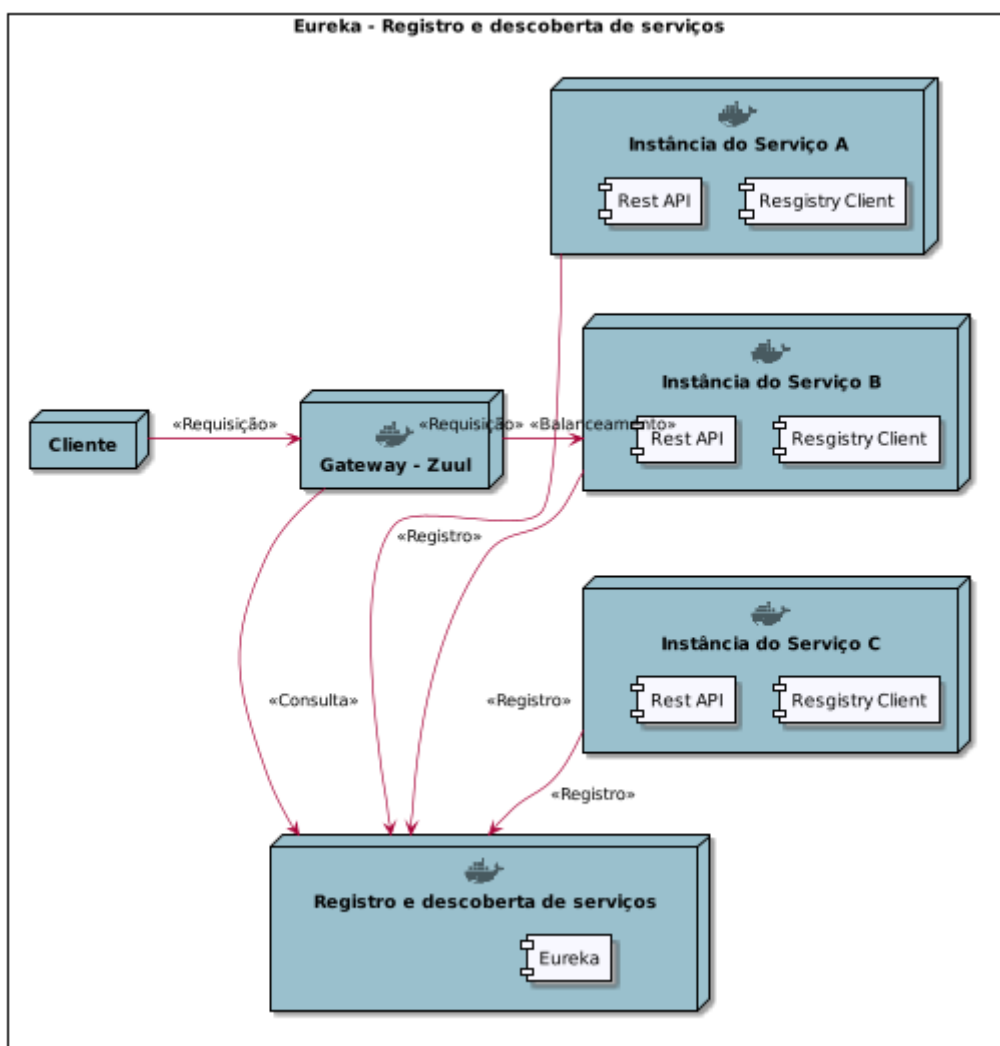 Eureka - Registro e descoberta de serviços
Instância do Serviço A
Rest API
Resgistry Client
Instância do Serviço B
Rest API
Resgistry Client
Cliente
«Requisição»
Gateway - Zuul
«Requisição» «Balanceamento»
«Registro»
Instância do Serviço C
Rest API
Resgistry Client
«Consulta»
«Registro»
«Registro»
Registro e descoberta de serviços
Eureka